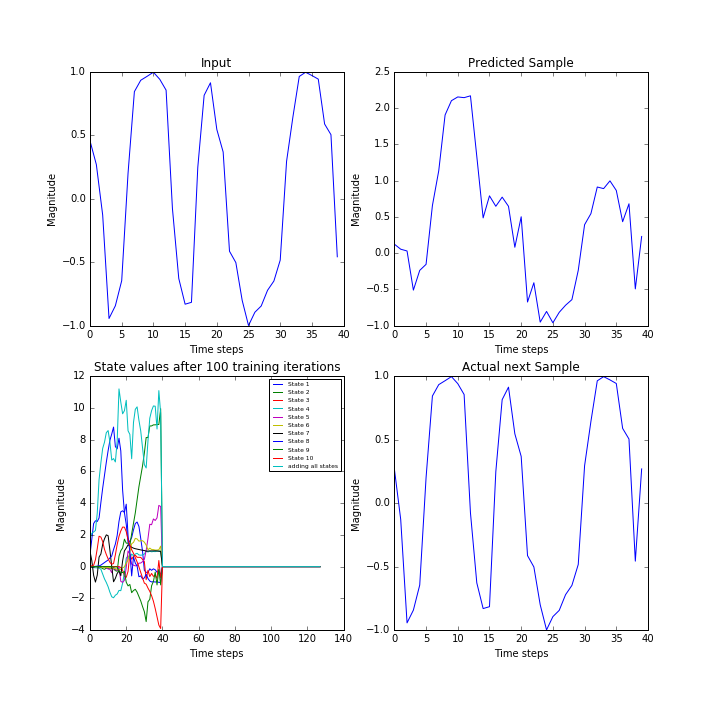 Input
1.0
0.5
0.0
−0.5
−1.0
Magnitude
0 5 10 15 20 25 30 35 40
Time steps
Predicted Sample
2.5
2.0
1.5
1.0
0.5
0.0
−0.5
−1.0
Magnitude
0 5 10 15 20 25 30 35 40
Time steps
State values after 100 training iterations
12
10
8
6
4
2
0
−2
−4
Magnitude
0 20 40 60 80 100 120 140
Time steps
State 1
State 2
State 3
State 4
State 5
State 6
State 7
State 8
State 9
State 10
adding all states
Actual next Sample
1.0
0.5
0.0
−0.5
−1.0
Magnitude
0 5 10 15 20 25 30 35 40
Time steps